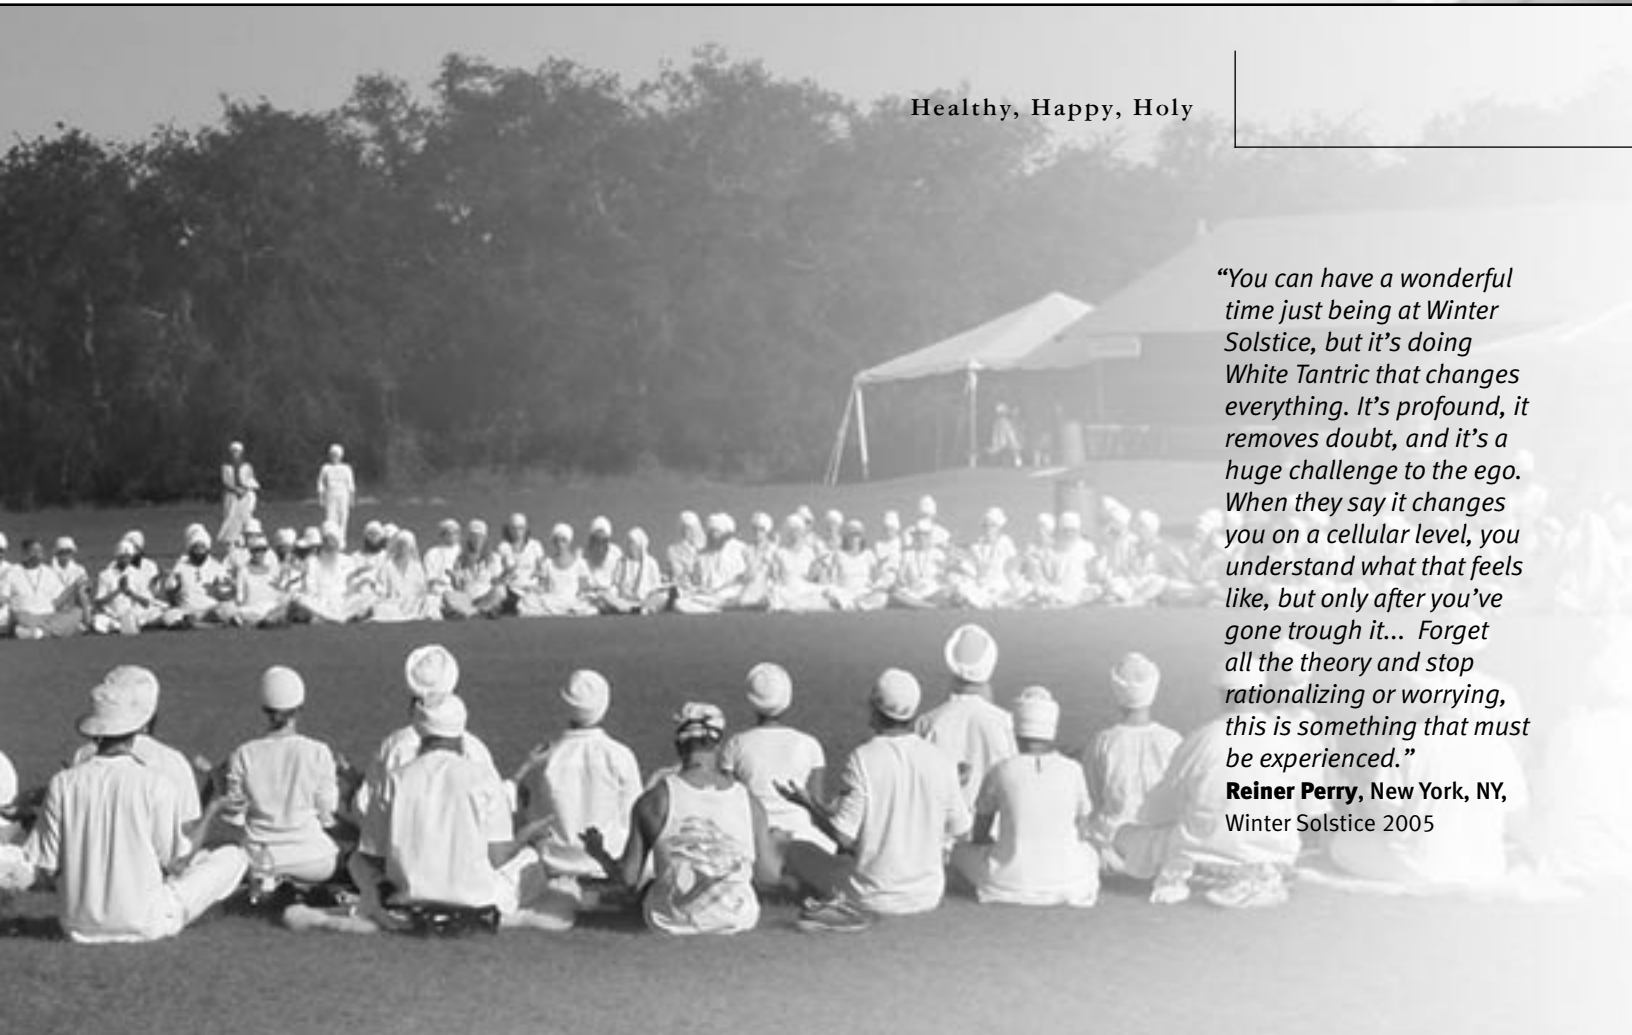 Healthy, Happy, Holy
“You can have a wonderful
time just being at Winter
Solstice, but it’s doing
White Tantric that changes
everything. It’s profound, it
removes doubt, and it’s a
huge challenge to the ego.
When they say it changes
you on a cellular level, you
understand what that feels
like, but only after you’ve
gone trough it... Forget
all the theory and stop
rationalizing or worrying,
this is something that must
be experienced.”
Reiner Perry, New York, NY,
Winter Solstice 2005